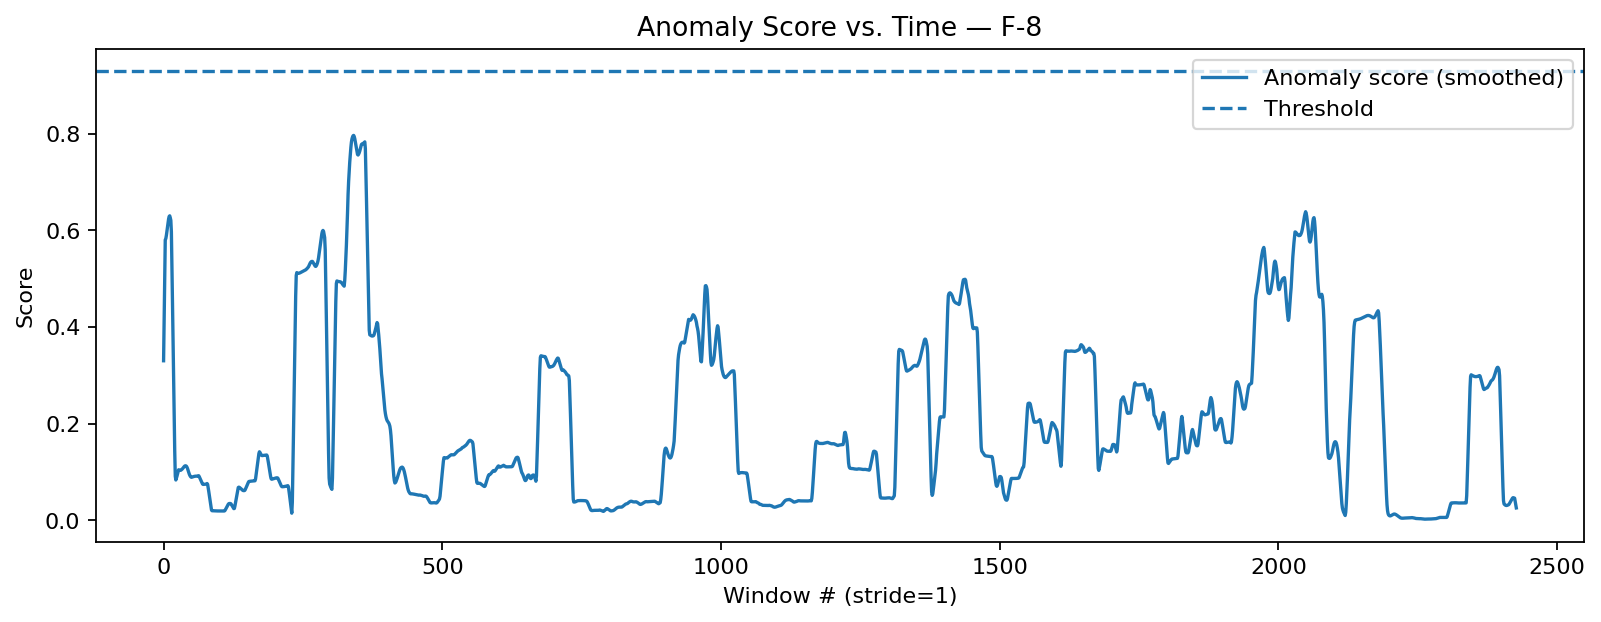 Anomaly Score vs. Time — F-8
Anomaly score (smoothed)
Threshold
Score
0.8
0.6
0.4
0.2
0.0
0 500 1000 1500 2000 2500
Window # (stride=1)